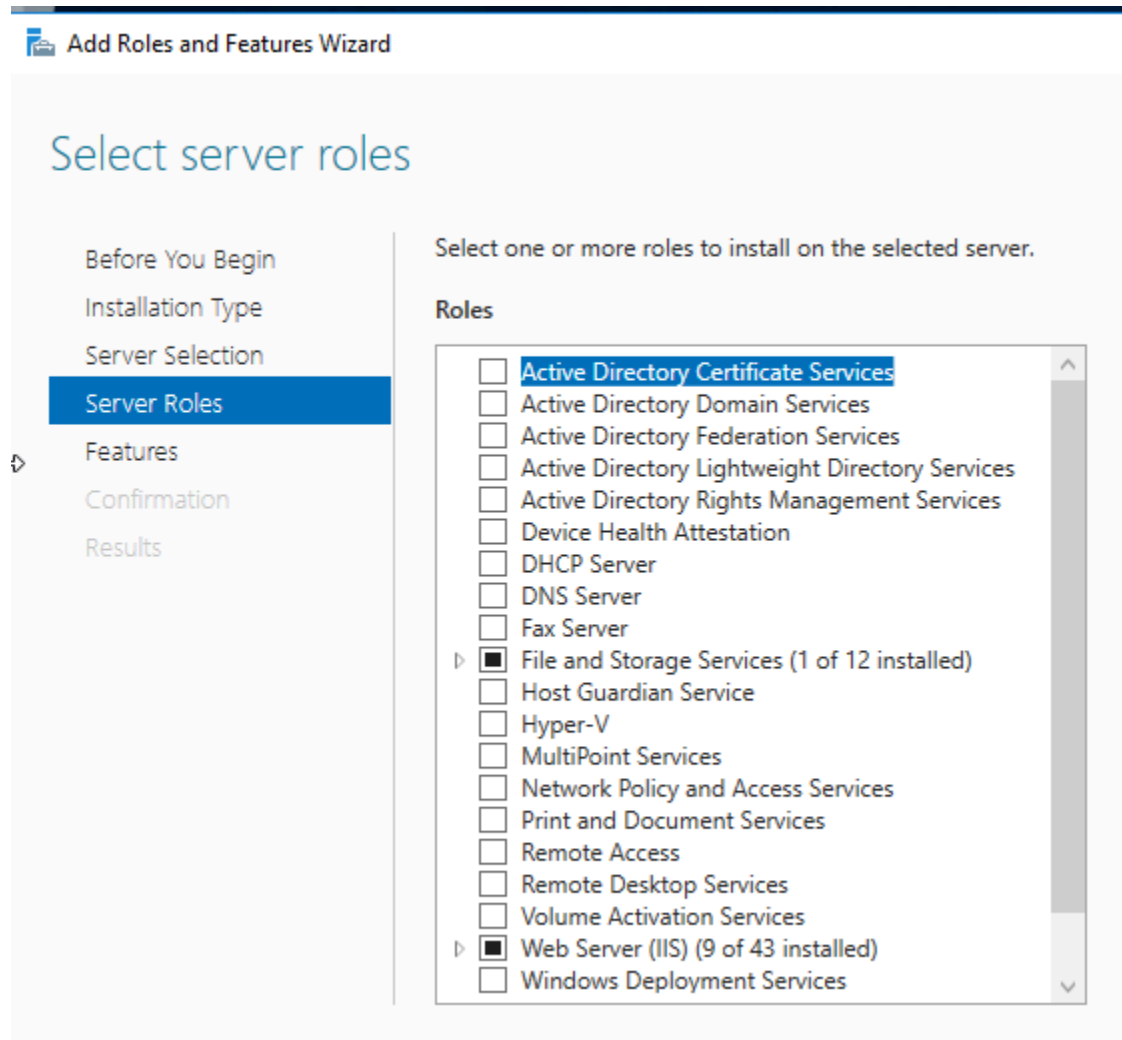 Add Roles and Features Wizard
Select server roles
Before You Begin
Installation Type
Server Selection
Server Roles
Features
Confirmation
Results
Select one or more roles to install on the selected server.
Roles
Active Directory Certificate Services
Active Directory Domain Services
Active Directory Federation Services
Active Directory Lightweight Directory Services
Active Directory Rights Management Services
Device Health Attestation
DHCP Server
DNS Server
Fax Server
File and Storage Services (1 of 12 installed)
Host Guardian Service
Hyper-V
MultiPoint Services
Network Policy and Access Services
Print and Document Services
Remote Access
Remote Desktop Services
Volume Activation Services
Web Server (IIS) (9 of 43 installed)
Windows Deployment Services